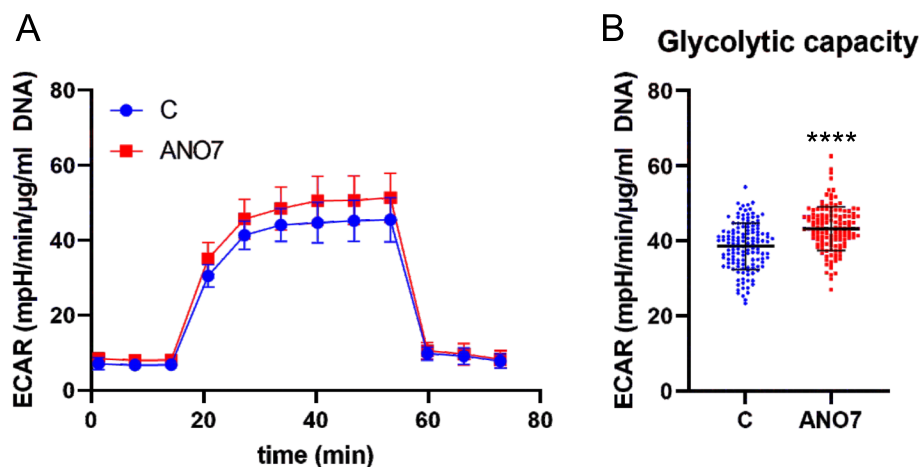 A
ECAR (mpH/min/µg/ml DNA)
80
60
40
20
0
C
ANO7
0
20
40
60
80
time (min)
B
Glycolytic capacity
ECAR (mpH/min/µg/ml DNA)
80
60
40
20
0
****
C
ANO7